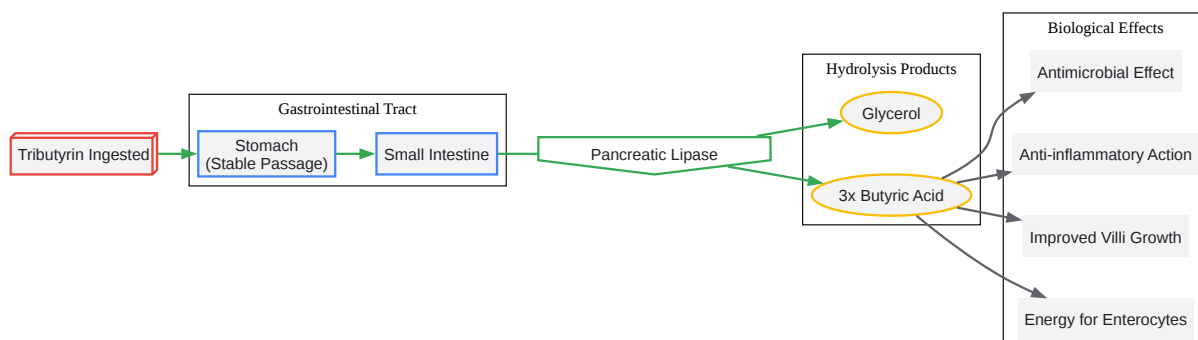 Tributyrin Ingested
Gastrointestinal Tract
Stomach
(Stable Passage)
Small Intestine
Pancreatic Lipase
Hydrolysis Products
Glycerol
3x Butyric Acid
Biological Effects
Antimicrobial Effect
Anti-inflammatory Action
Improved Villi Growth
Energy for Enterocytes